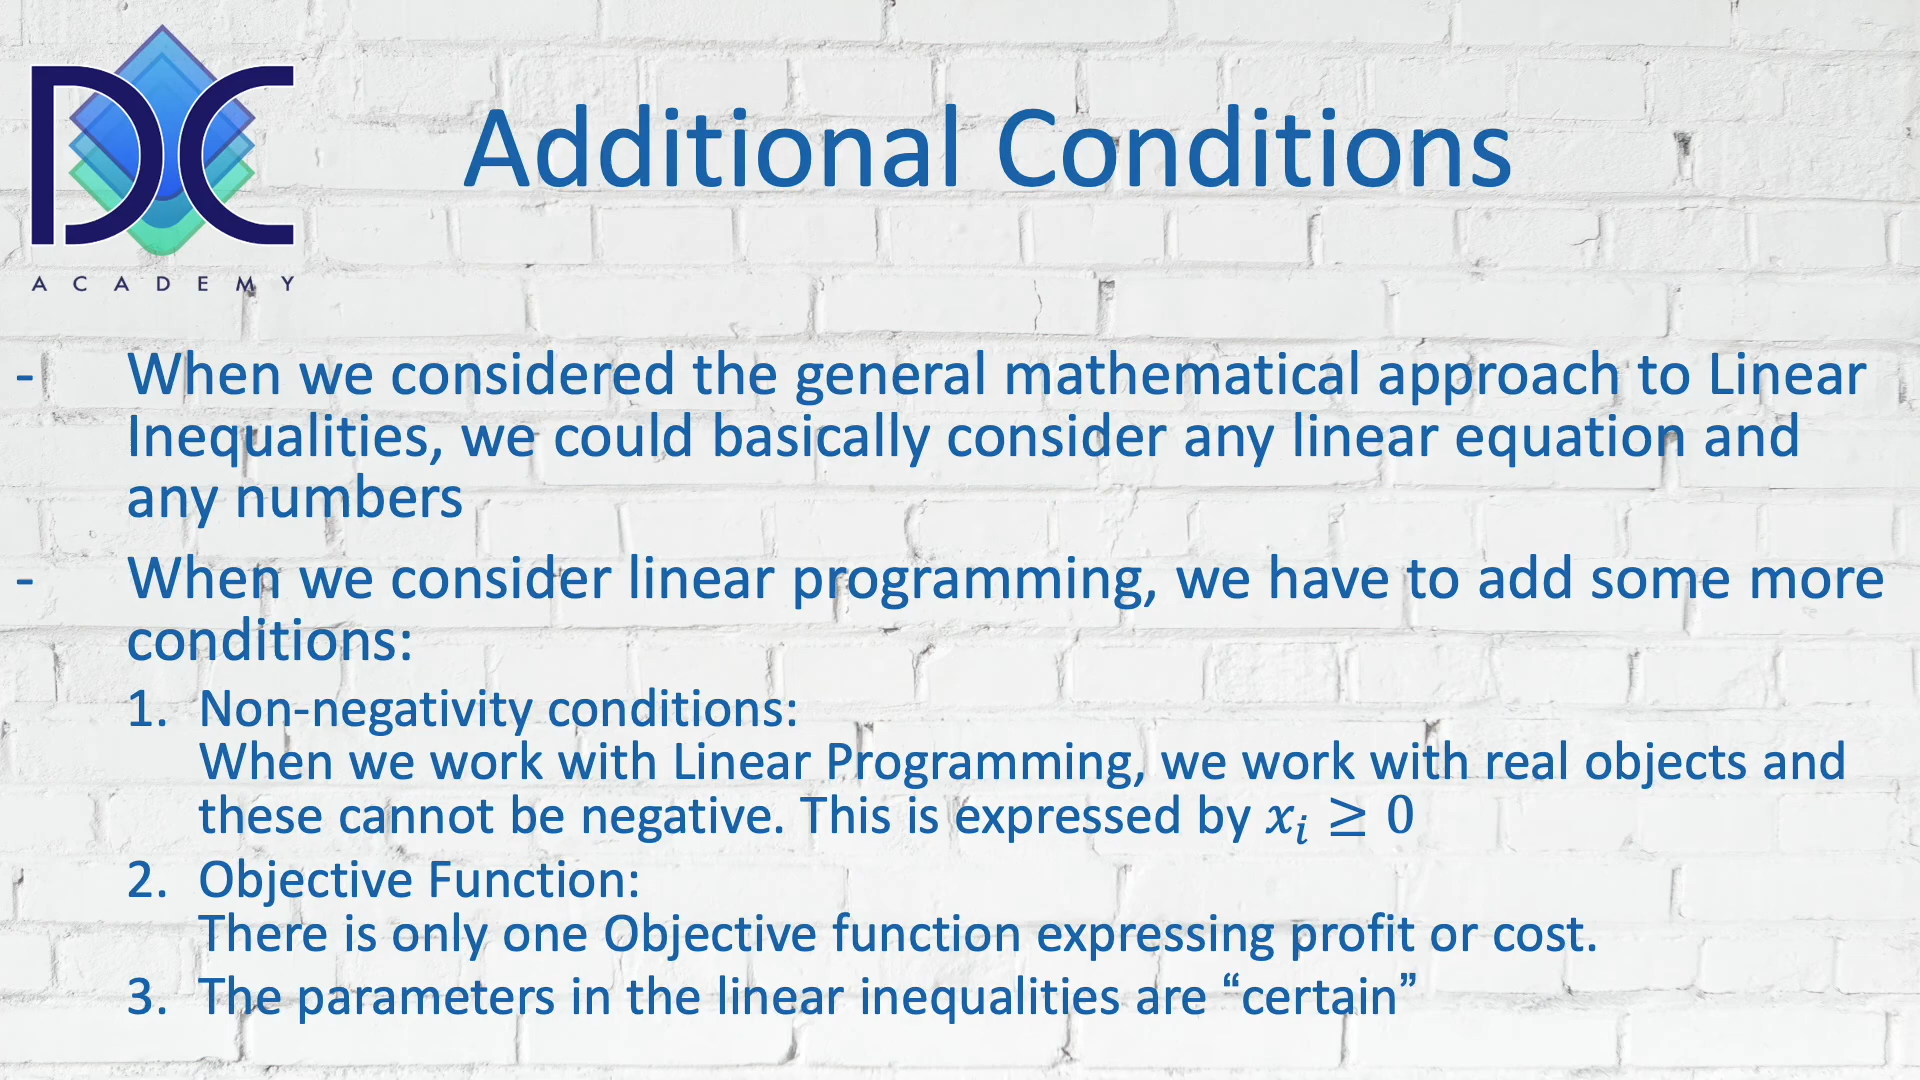 DC
ACADEMY
Additional Conditions
- When we considered the general mathematical approach to Linear
Inequalities, we could basically consider any linear equation and
any numbers
- When we consider linear programming, we have to add some more
conditions:
1. Non-negativity conditions:
When we work with Linear Programming, we work with real objects and
these cannot be negative. This is expressed by 𝑥ᵢ ≥ 0
2. Objective Function:
There is only one Objective function expressing profit or cost.
3. The parameters in the linear inequalities are “certain”